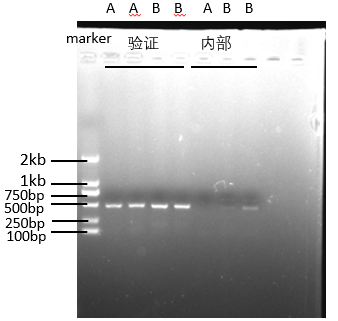 A A B B A B B
marker 验证 内部
2kb
1kb
750bp
500bp
250bp
100bp